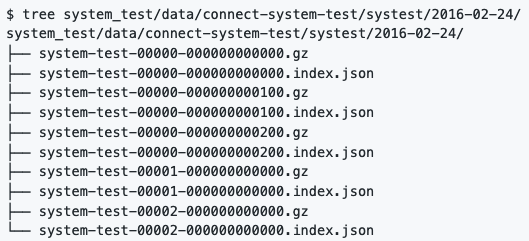 $ tree system_test/data/connect-system-test/systest/2016-02-24/
system_test/data/connect-system-test/systest/2016-02-24/
├── system-test-00000-000000000000.gz
├── system-test-00000-000000000000.index.json
├── system-test-00000-000000000100.gz
├── system-test-00000-000000000100.index.json
├── system-test-00000-000000000200.gz
├── system-test-00000-000000000200.index.json
├── system-test-00001-000000000000.gz
├── system-test-00001-000000000000.index.json
├── system-test-00002-000000000000.gz
└── system-test-00002-000000000000.index.json